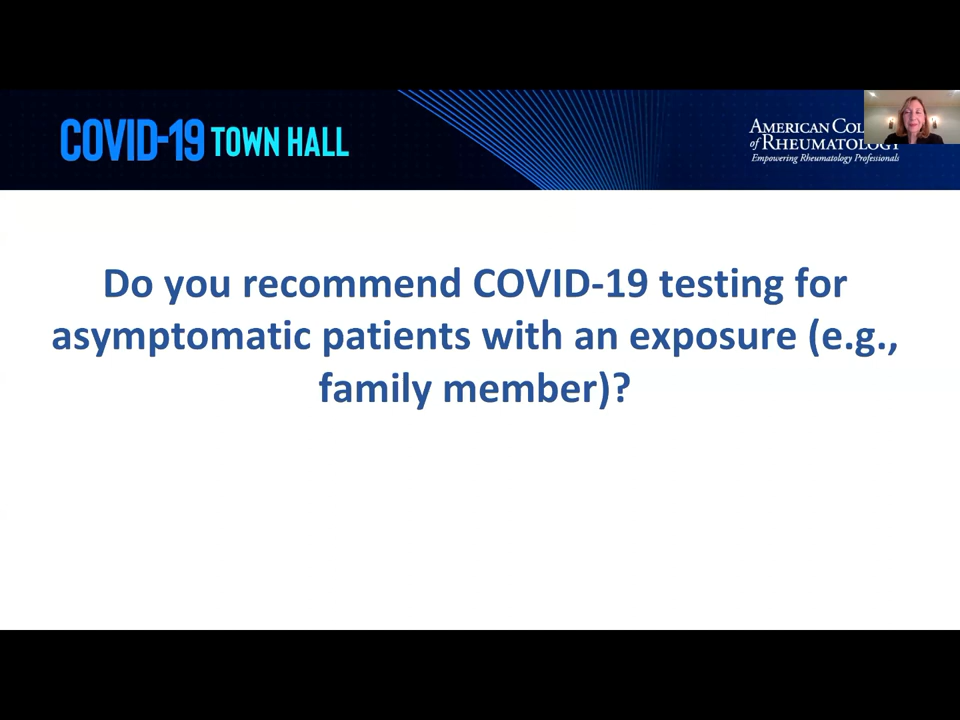 COVID-19 TOWN HALL
AMERICAN
of RHEUMATOLOGY
Empowering Rheumatology Professionals
Do you recommend COVID-19 testing for
asymptomatic patients with an exposure (e.g.,
family member)?